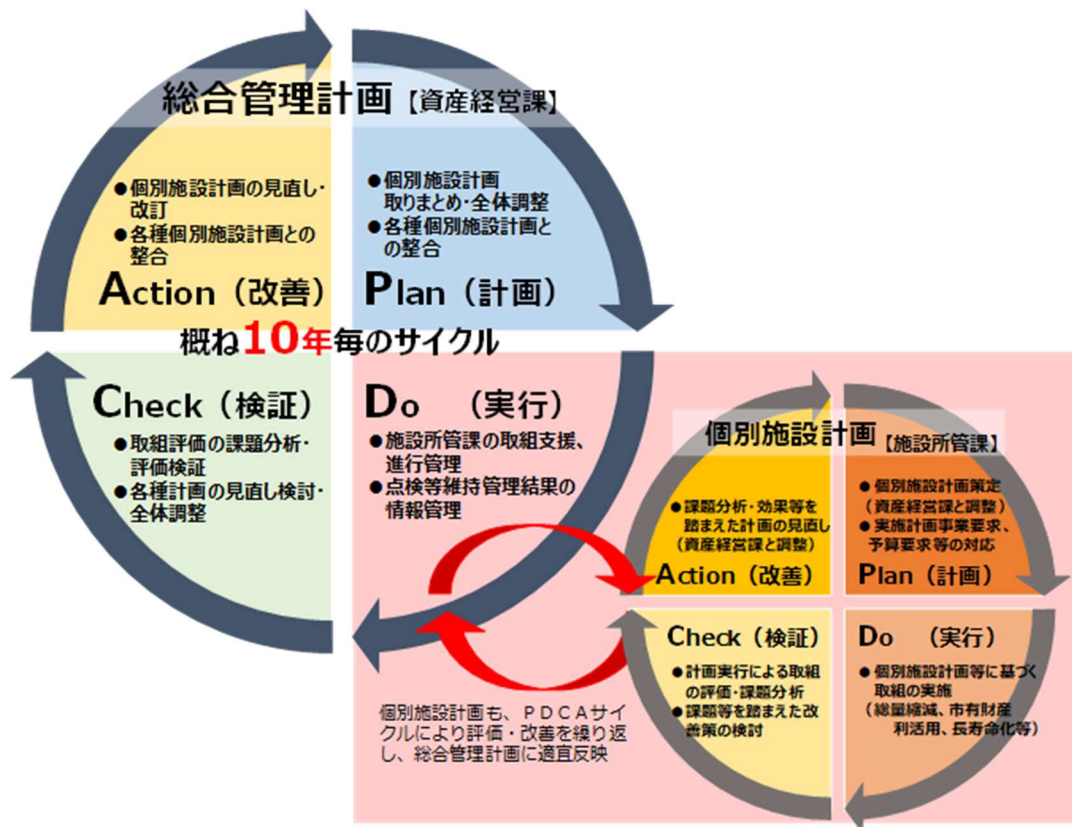 総合管理計画【資産経営課】
●個別施設計画の見直し・
改訂
●各種個別施設計画との
整合
Action（改善）
●個別施設計画
取りまとめ・全体調整
●各種個別施設計画と
の整合
Plan（計画）
概ね10年毎のサイクル
Check（検証）
●取組評価の課題分析・
評価検証
●各種計画の見直し検討・
全体調整
Do　（実行）
●施設所管課の取組支援、
進行管理
●点検等維持管理結果の
情報管理
個別施設計画【施設所管課】
●課題分析・効果等を
踏まえた計画の見直し
（資産経営課と調整）
Action（改善）
●個別施設計画策定
（資産経営課と調整）
●実施計画事業要求、
予算要求等の対応
Plan（計画）
Check（検証）
●計画実行による取組
の評価・課題分析
●課題等を踏まえた改
善策の検討
Do　（実行）
●個別施設計画等に基づく
取組の実施
（総量縮減、市有財産
利活用、長寿命化等）
個別施設計画も、ＰＤＣＡサイ
クルにより評価・改善を繰り返
し、総合管理計画に適宜反映